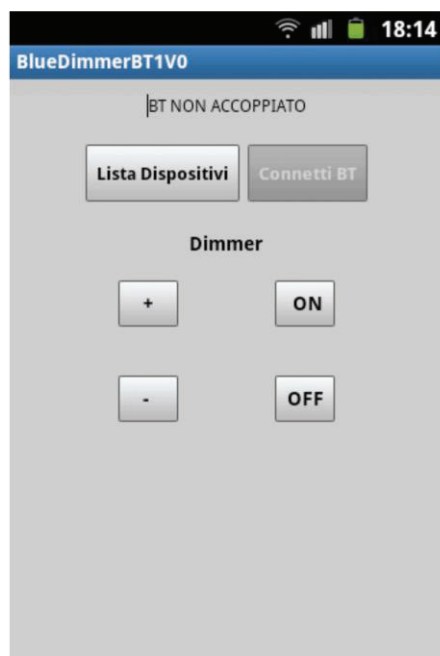 18:14
BlueDimmerBT1V0
BT NON ACCOPPIATO
Lista Dispositivi Connetti BT
Dimmer
+ ON
- OFF